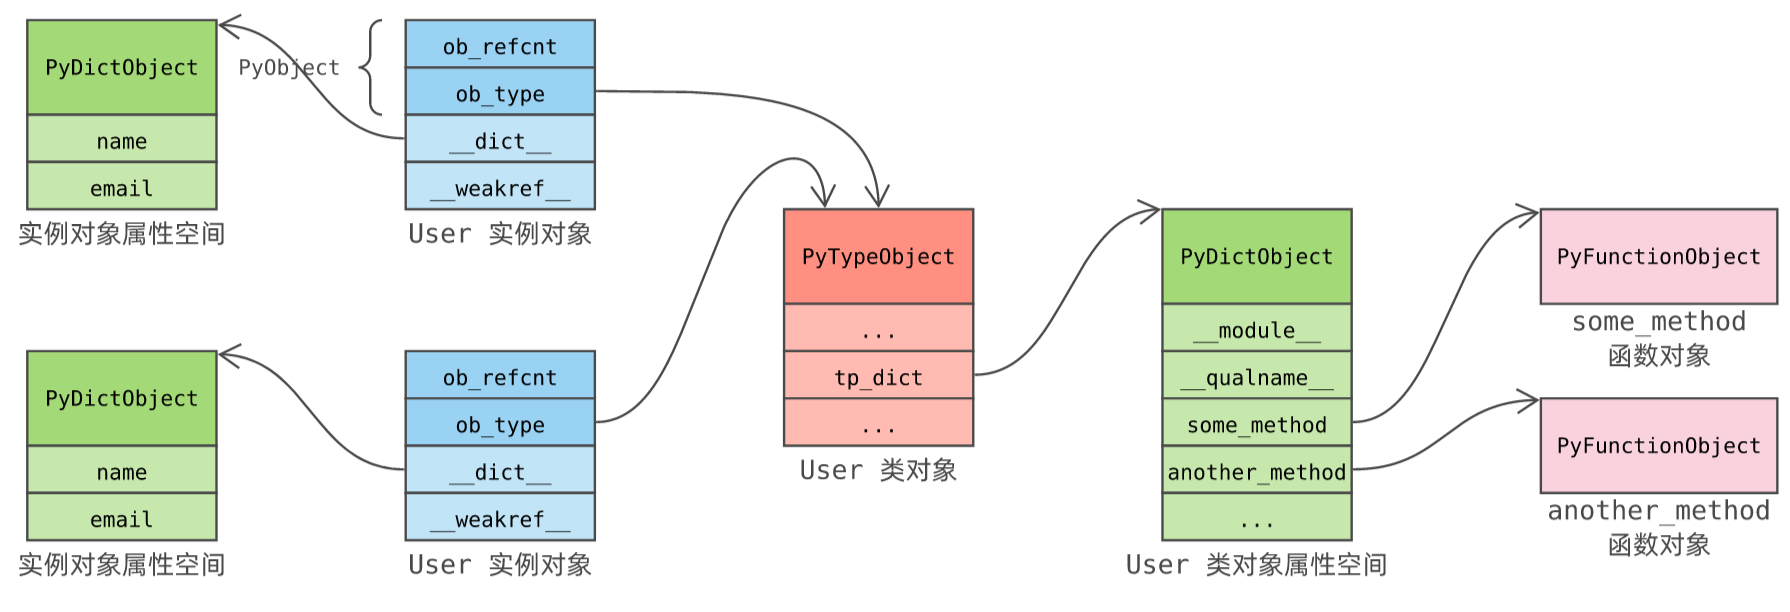 PyDictObject
name
email
实例对象属性空间
PyObject
ob_refcnt
ob_type
__dict__
__weakref__
User 实例对象
PyDictObject
name
email
实例对象属性空间
ob_refcnt
ob_type
__dict__
__weakref__
User 实例对象
PyTypeObject
...
tp_dict
...
User 类对象
PyDictObject
__module__
__qualname__
some_method
another_method
...
User 类对象属性空间
PyFunctionObject
some_method
函数对象
PyFunctionObject
another_method
函数对象